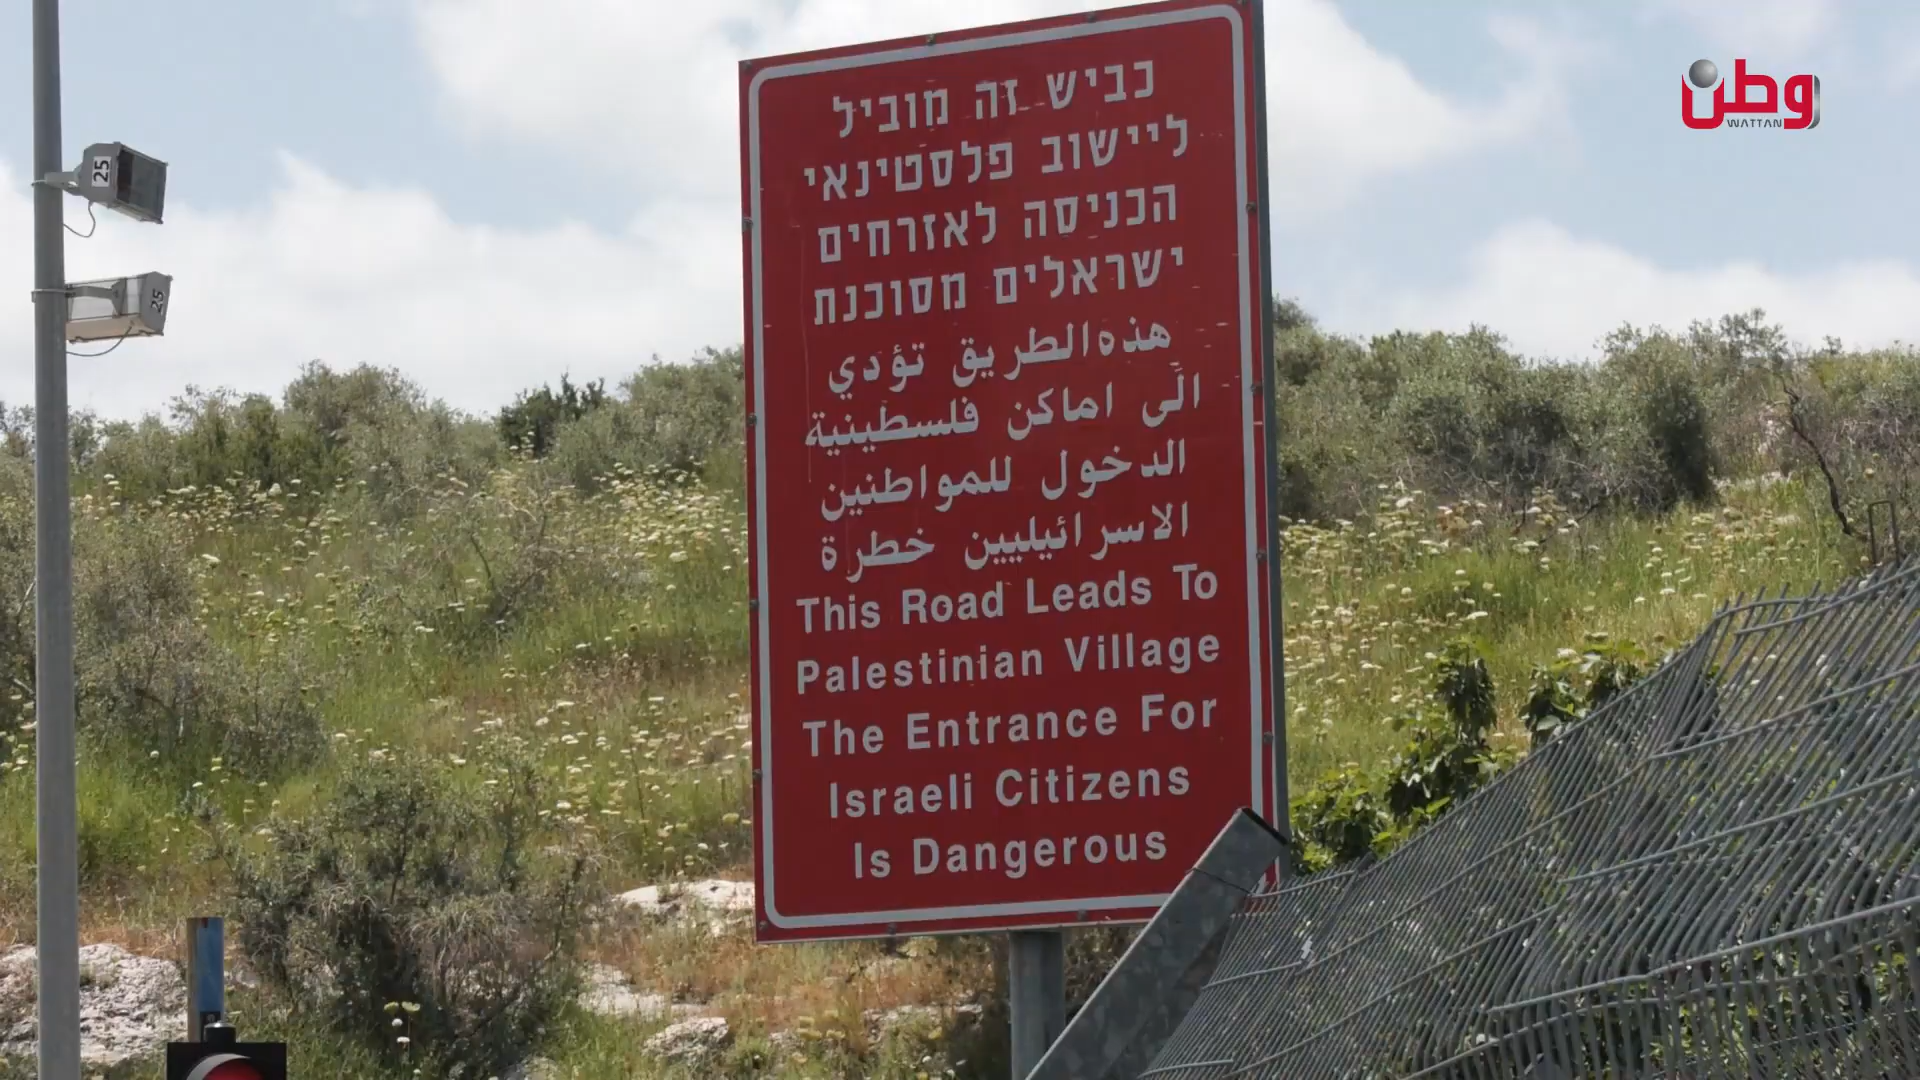 כביש זה מוביל
ליישוב פלסטינאי
הכניסה לאזרחים
ישראלים מסוכנת
هذه الطريق تؤدي
الى اماكن فلسطينية
الدخول للمواطنين
الاسرائيليين خطرة
This Road Leads To
Palestinian Village
The Entrance For
Israeli Citizens
Is Dangerous
25
25
وطن
WATTAN